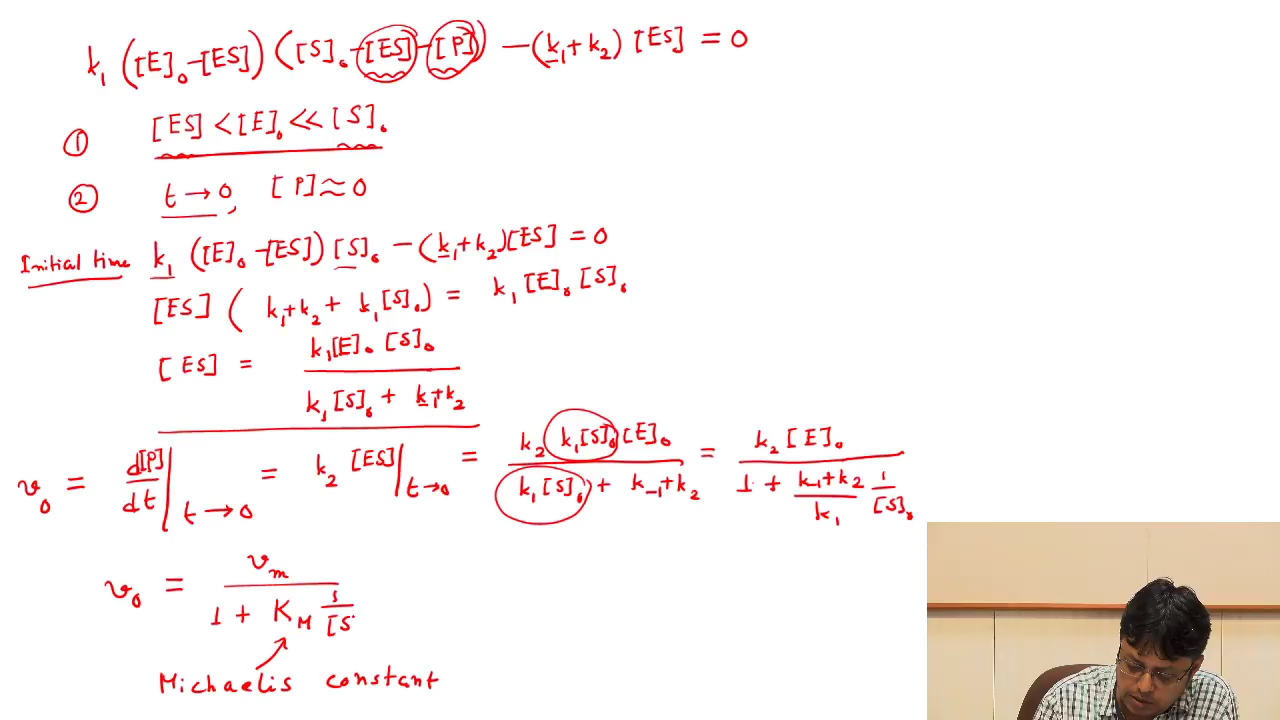 k₁ ([E]₀ - [ES]) ([S]₀ - [ES] - [P]) - (k₋₁ + k₂) [ES] = 0
① [ES] < [E]₀ << [S]₀
② t → 0, [P] ≈ 0
Initial time k₁ ([E]₀ - [ES]) [S]₀ - (k₋₁ + k₂) [ES] = 0
[ES] ( k₋₁ + k₂ + k₁ [S]₀ ) = k₁ [E]₀ [S]₀
[ES] = k₁ [E]₀ [S]₀ / (k₁ [S]₀ + k₋₁ + k₂)
v₀ = d[P]/dt |t→0 = k₂ [ES] |t→0 = k₂ k₁ [S]₀ [E]₀ / (k₁ [S]₀ + k₋₁ + k₂) = k₂ [E]₀ / (1 + (k₋₁ + k₂)/k₁ 1/[S]₀)
v₀ = vₘ / (1 + K_M 1/[S
Michaelis constant